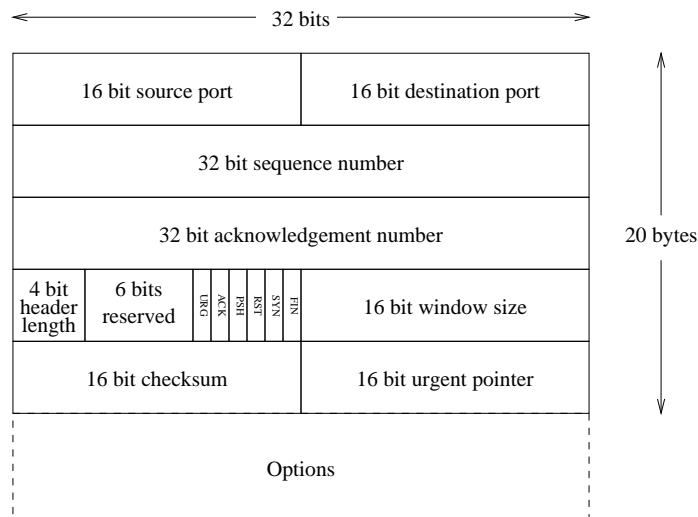 32 bits
16 bit source port
16 bit destination port
32 bit sequence number
32 bit acknowledgement number
20 bytes
4 bit
header
length
6 bits
reserved
URG
ACK
PSH
RST
SYN
FIN
16 bit window size
16 bit checksum
16 bit urgent pointer
Options